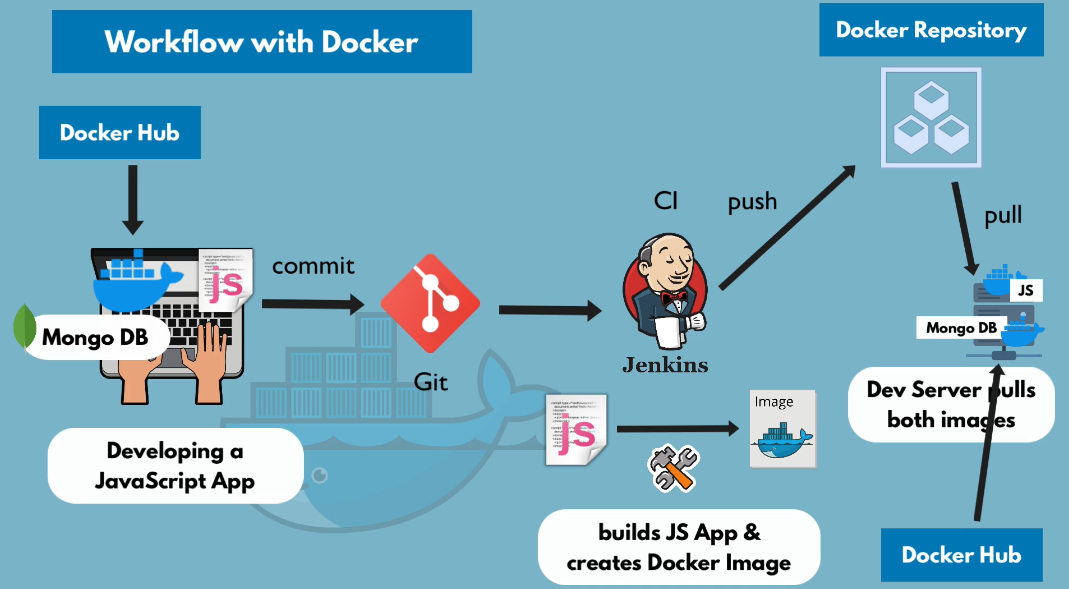 Workflow with Docker
Docker Repository
Docker Hub
CI
push
pull
commit
js
JS
Mongo DB
Mongo DB
Jenkins
Git
Dev Server pulls
both images
js
Image
Developing a
JavaScript App
builds JS App &
creates Docker Image
Docker Hub